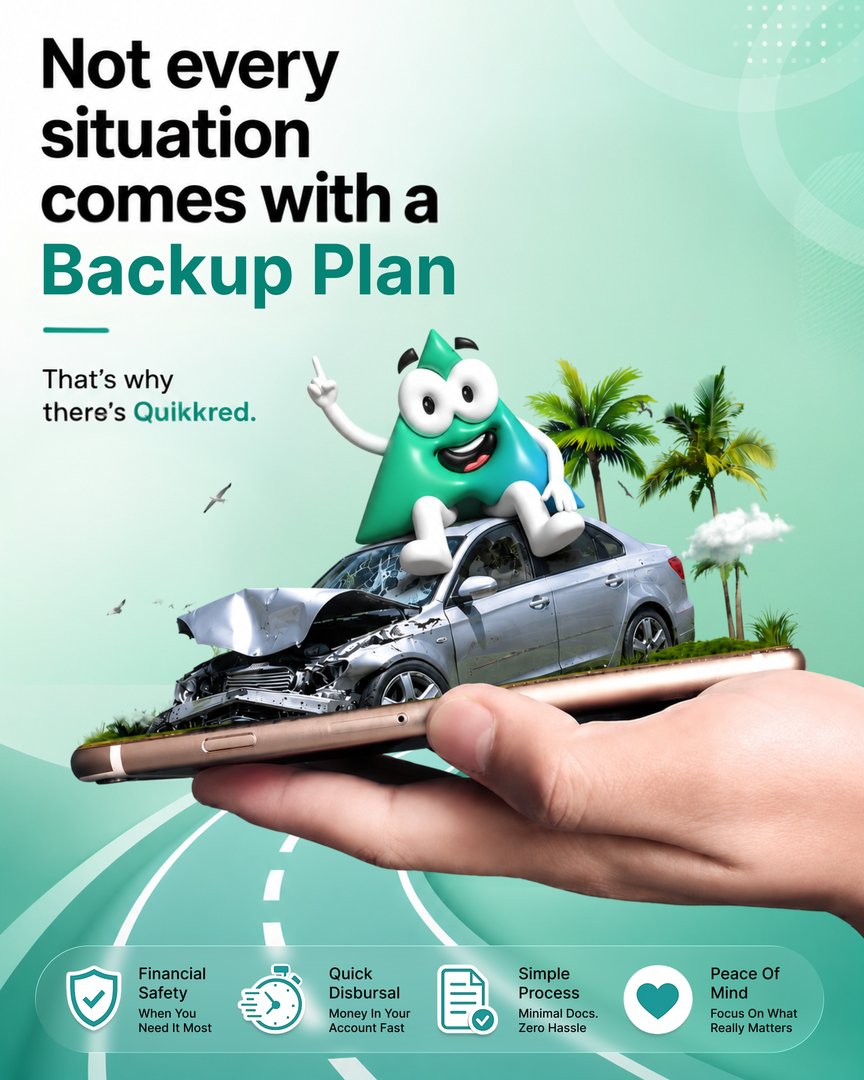 Not every
situation
comes with a
Backup Plan
That's why
there's Quikkred.
Financial
Safety
When You
Need It Most
Quick
Disbursal
Money In Your
Account Fast
Simple
Process
Minimal Docs.
Zero Hassle
Peace Of
Mind
Focus On What
Really Matters